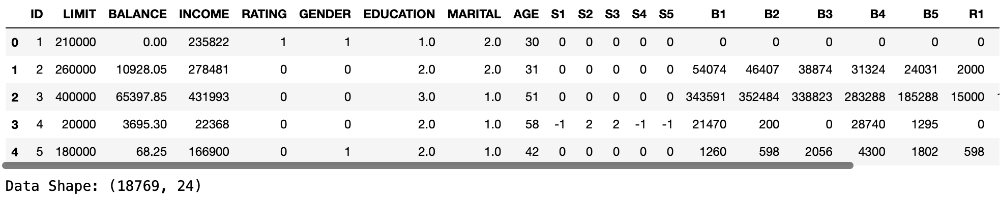 ID LIMIT BALANCE INCOME RATING GENDER EDUCATION MARITAL AGE S1 S2 S3 S4 S5 B1 B2 B3 B4 B5 R1
0 1 210000 0.00 235822 1 1 1.0 2.0 30 0 0 0 0 0 0 0 0 0 0 0
1 2 260000 10928.05 278481 0 0 2.0 2.0 31 0 0 0 0 0 54074 46407 38874 31324 24031 2000
2 3 400000 65397.85 431993 0 0 3.0 1.0 51 0 0 0 0 0 343591 352484 338823 283288 185288 15000
3 4 20000 3695.30 22368 0 0 2.0 1.0 58 -1 2 2 -1 -1 21470 200 0 28740 1295 0
4 5 180000 68.25 166900 0 1 2.0 1.0 42 0 0 0 0 0 1260 598 2056 4300 1802 598
Data Shape: (18769, 24)